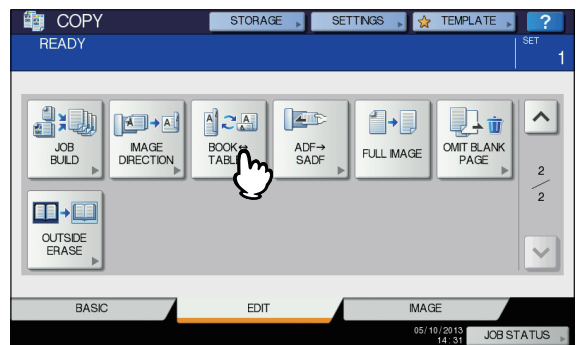 COPY
STORAGE
SETTINGS
TEMPLATE
?
READY
SET
1
JOB
BUILD
IMAGE
DIRECTION
BOOK↔
TABLE
ADF→
SADF
FULL IMAGE
OMIT BLANK
PAGE
2
2
OUTSIDE
ERASE
BASIC
EDIT
IMAGE
05/10/2013
14:31
JOB STATUS